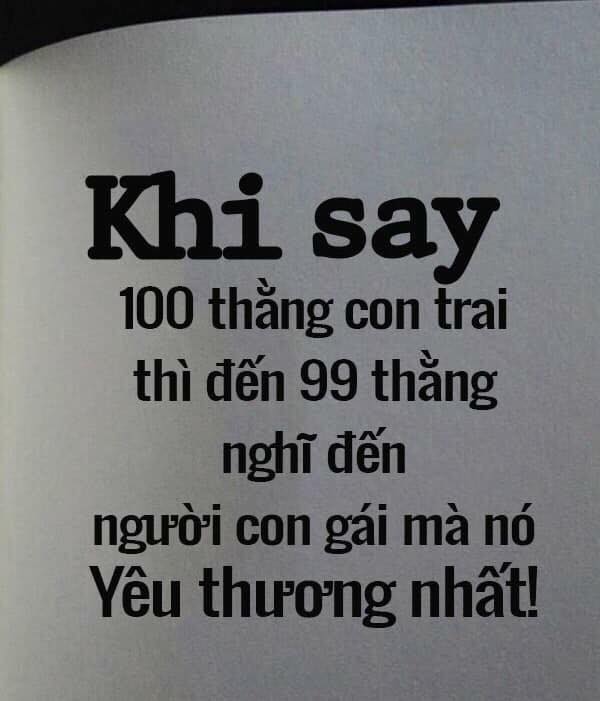 Khi say
100 thằng con trai
thì đến 99 thằng
nghĩ đến
người con gái mà nó
Yêu thương nhất!